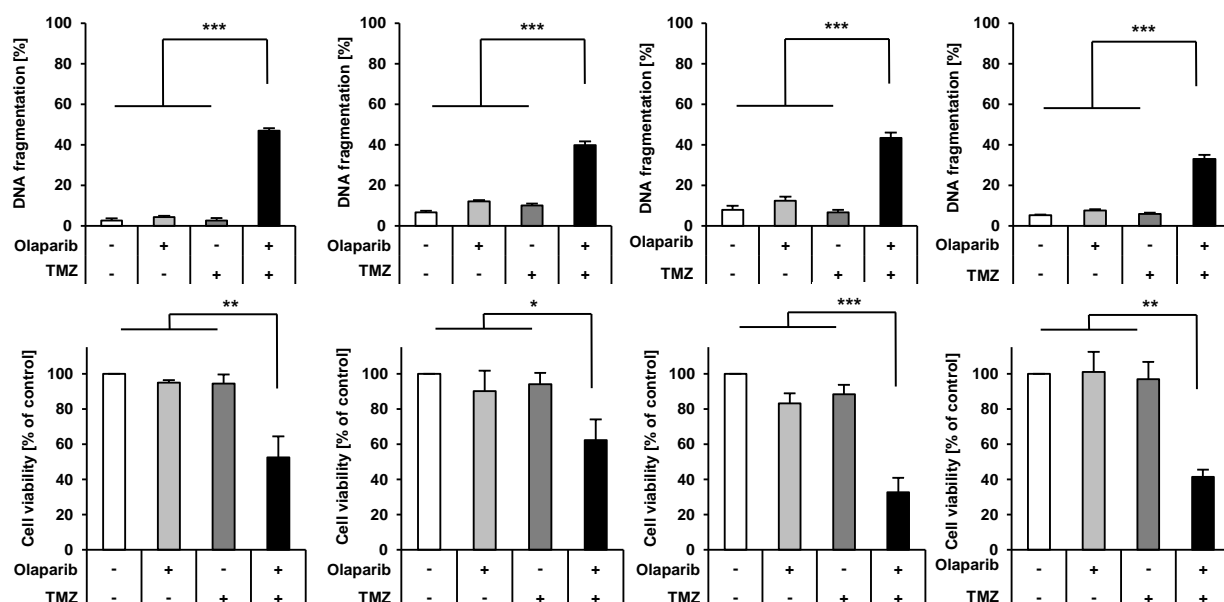 *** *** *** ***
DNA fragmentation [%] DNA fragmentation [%] DNA fragmentation [%] DNA fragmentation [%]
100 100 100 100
80 80 80 80
60 60 60 60
40 40 40 40
20 20 20 20
0 0 0 0
Olaparib - + - + Olaparib - + - + Olaparib - + - + Olaparib - + - +
TMZ - - + + TMZ - - + + TMZ - - + + TMZ - - + +
** * *** **
Cell viability [% of control] Cell viability [% of control] Cell viability [% of control] Cell viability [% of control]
100 100 100 100
80 80 80 80
60 60 60 60
40 40 40 40
20 20 20 20
0 0 0 0
Olaparib - + - + Olaparib - + - + Olaparib - + - + Olaparib - + - +
TMZ - - + + TMZ - - + + TMZ - - + + TMZ - - + +